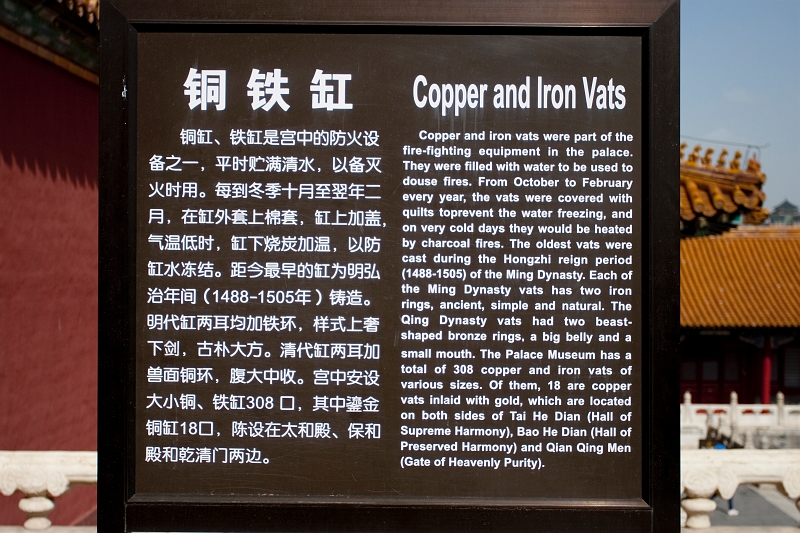 铜铁缸
铜缸、铁缸是宫中的防火设
备之一，平时贮满清水，以备灭
火时用。每到冬季十月至翌年二
月，在缸外套上棉套，缸上加盖，
气温低时，缸下烧炭加温，以防
缸水冻结。距今最早的缸为明弘
治年间（1488-1505年）铸造。
明代缸两耳均加铁环，样式上奢
下剑，古朴大方。清代缸两耳加
兽面铜环，腹大中收。宫中安设
大小铜、铁缸308 口，其中鎏金
铜缸18口，陈设在太和殿、保和
殿和乾清门两边。
Copper and Iron Vats
Copper and iron vats were part of the
fire-fighting equipment in the palace.
They were filled with water to be used to
douse fires. From October to February
every year, the vats were covered with
quilts toprevent the water freezing, and
on very cold days they would be heated
by charcoal fires. The oldest vats were
cast during the Hongzhi reign period
(1488-1505) of the Ming Dynasty. Each of
the Ming Dynasty vats has two iron
rings, ancient, simple and natural. The
Qing Dynasty vats had two beast-
shaped bronze rings, a big belly and a
small mouth. The Palace Museum has a
total of 308 copper and iron vats of
various sizes. Of them, 18 are copper
vats inlaid with gold, which are located
on both sides of Tai He Dian (Hall of
Supreme Harmony), Bao He Dian (Hall of
Preserved Harmony) and Qian Qing Men
(Gate of Heavenly Purity).